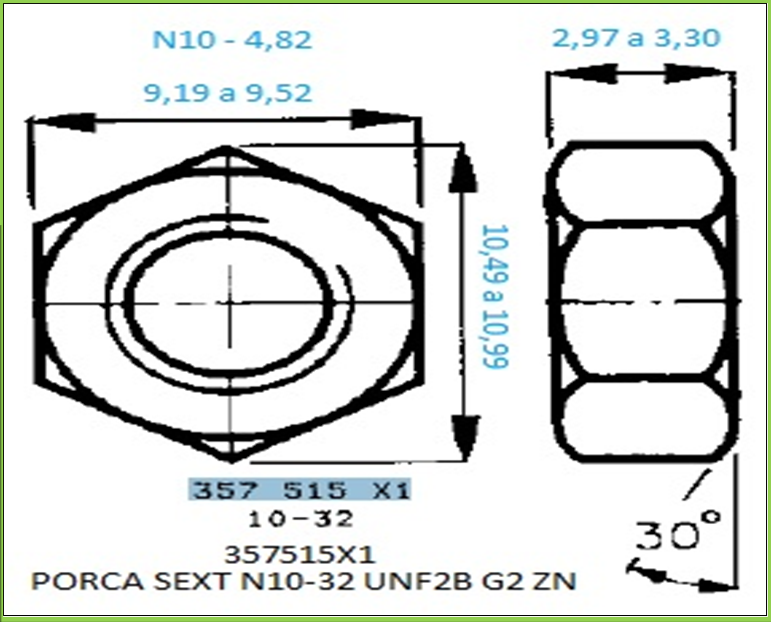 N10 - 4,82
2,97 a 3,30
9,19 a 9,52
10,49 a 10,99
357 515 X1
10-32
30°
357515X1
PORCA SEXT N10-32 UNF2B G2 ZN